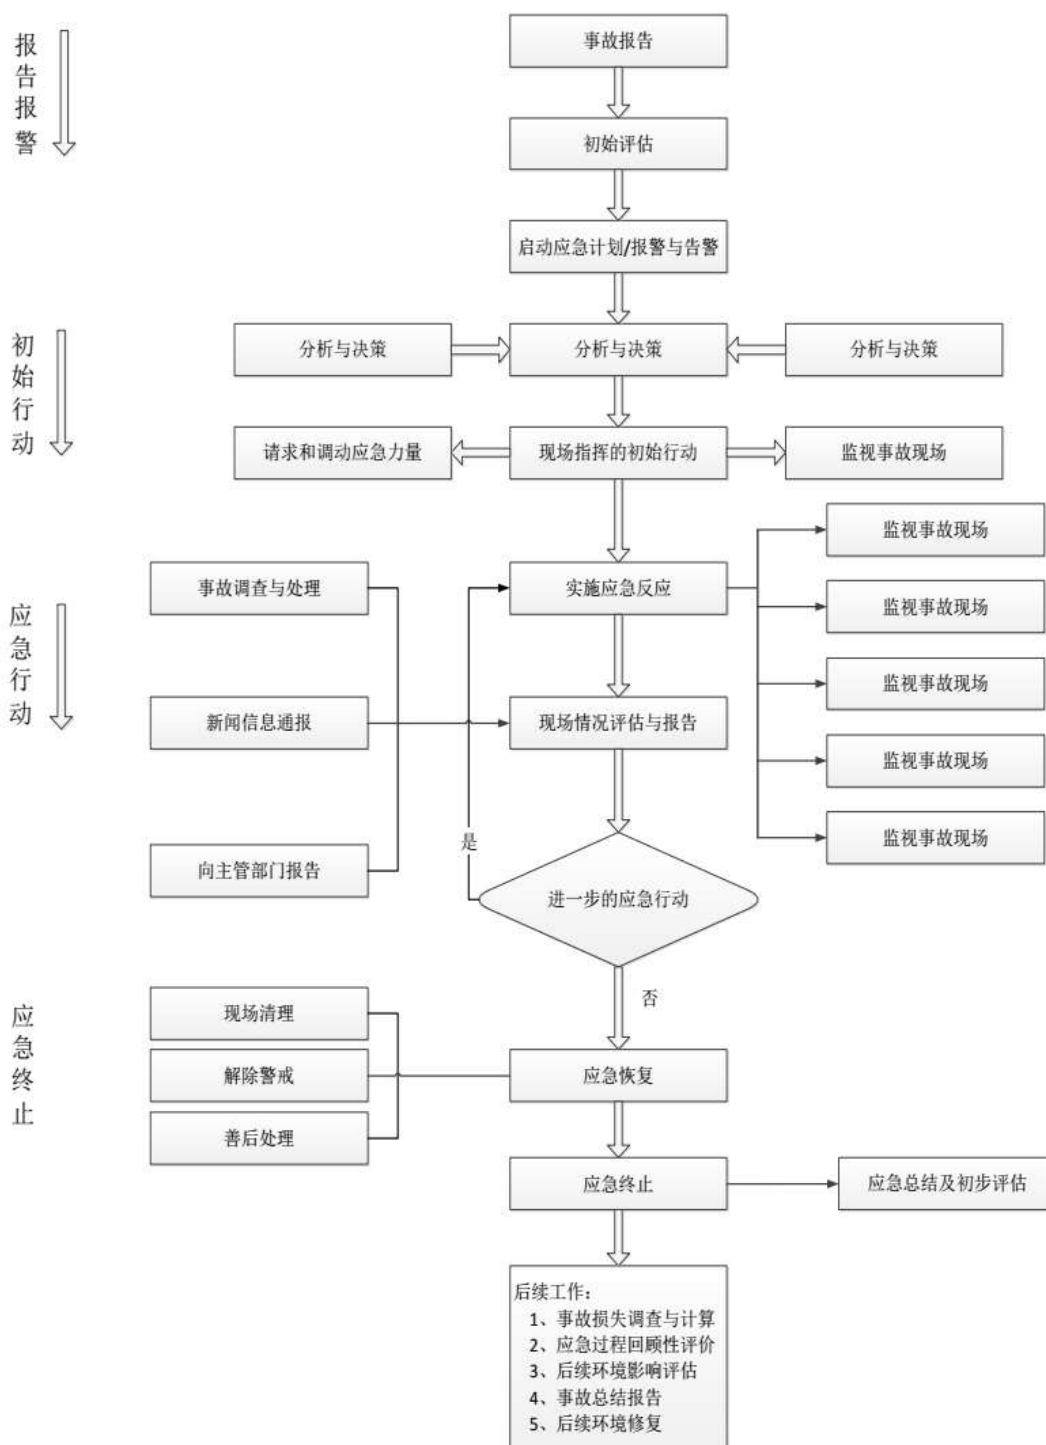 报告报警
事故报告
初始评估
启动应急计划/报警与告警
初始行动
分析与决策
分析与决策
分析与决策
请求和调动应急力量
现场指挥的初始行动
监视事故现场
应急行动
事故调查与处理
新闻信息通报
向主管部门报告
实施应急反应
现场情况评估与报告
监视事故现场
监视事故现场
监视事故现场
监视事故现场
监视事故现场
是
进一步的应急行动
否
应急终止
现场清理
解除警戒
善后处理
应急恢复
应急终止
应急总结及初步评估
后续工作:
1、事故损失调查与计算
2、应急过程回顾性评价
3、后续环境影响评估
4、事故总结报告
5、后续环境修复